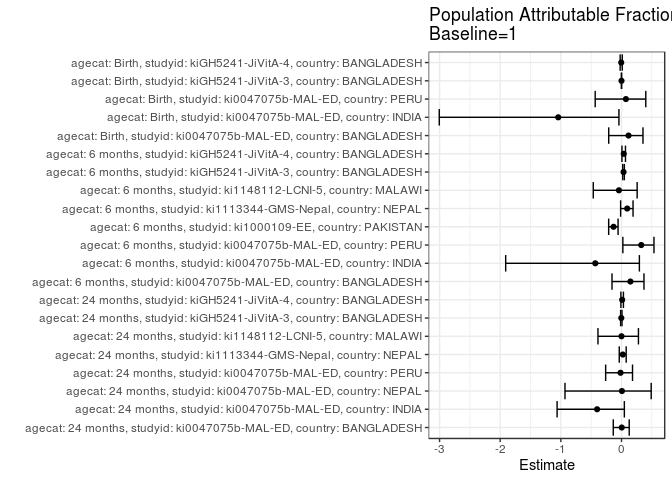 Population Attributable Fractio
Baseline=1
agecat: Birth, studyid: kiGH5241-JiVitA-4, country: BANGLADESH
agecat: Birth, studyid: kiGH5241-JiVitA-3, country: BANGLADESH
agecat: Birth, studyid: ki0047075b-MAL-ED, country: PERU
agecat: Birth, studyid: ki0047075b-MAL-ED, country: INDIA
agecat: Birth, studyid: ki0047075b-MAL-ED, country: BANGLADESH
agecat: 6 months, studyid: kiGH5241-JiVitA-4, country: BANGLADESH
agecat: 6 months, studyid: kiGH5241-JiVitA-3, country: BANGLADESH
agecat: 6 months, studyid: ki1148112-LCNI-5, country: MALAWI
agecat: 6 months, studyid: ki1113344-GMS-Nepal, country: NEPAL
agecat: 6 months, studyid: ki1000109-EE, country: PAKISTAN
agecat: 6 months, studyid: ki0047075b-MAL-ED, country: PERU
agecat: 6 months, studyid: ki0047075b-MAL-ED, country: INDIA
agecat: 6 months, studyid: ki0047075b-MAL-ED, country: BANGLADESH
agecat: 24 months, studyid: kiGH5241-JiVitA-4, country: BANGLADESH
agecat: 24 months, studyid: kiGH5241-JiVitA-3, country: BANGLADESH
agecat: 24 months, studyid: ki1148112-LCNI-5, country: MALAWI
agecat: 24 months, studyid: ki1113344-GMS-Nepal, country: NEPAL
agecat: 24 months, studyid: ki0047075b-MAL-ED, country: PERU
agecat: 24 months, studyid: ki0047075b-MAL-ED, country: NEPAL
agecat: 24 months, studyid: ki0047075b-MAL-ED, country: INDIA
agecat: 24 months, studyid: ki0047075b-MAL-ED, country: BANGLADESH
-3 -2 -1 0
Estimate